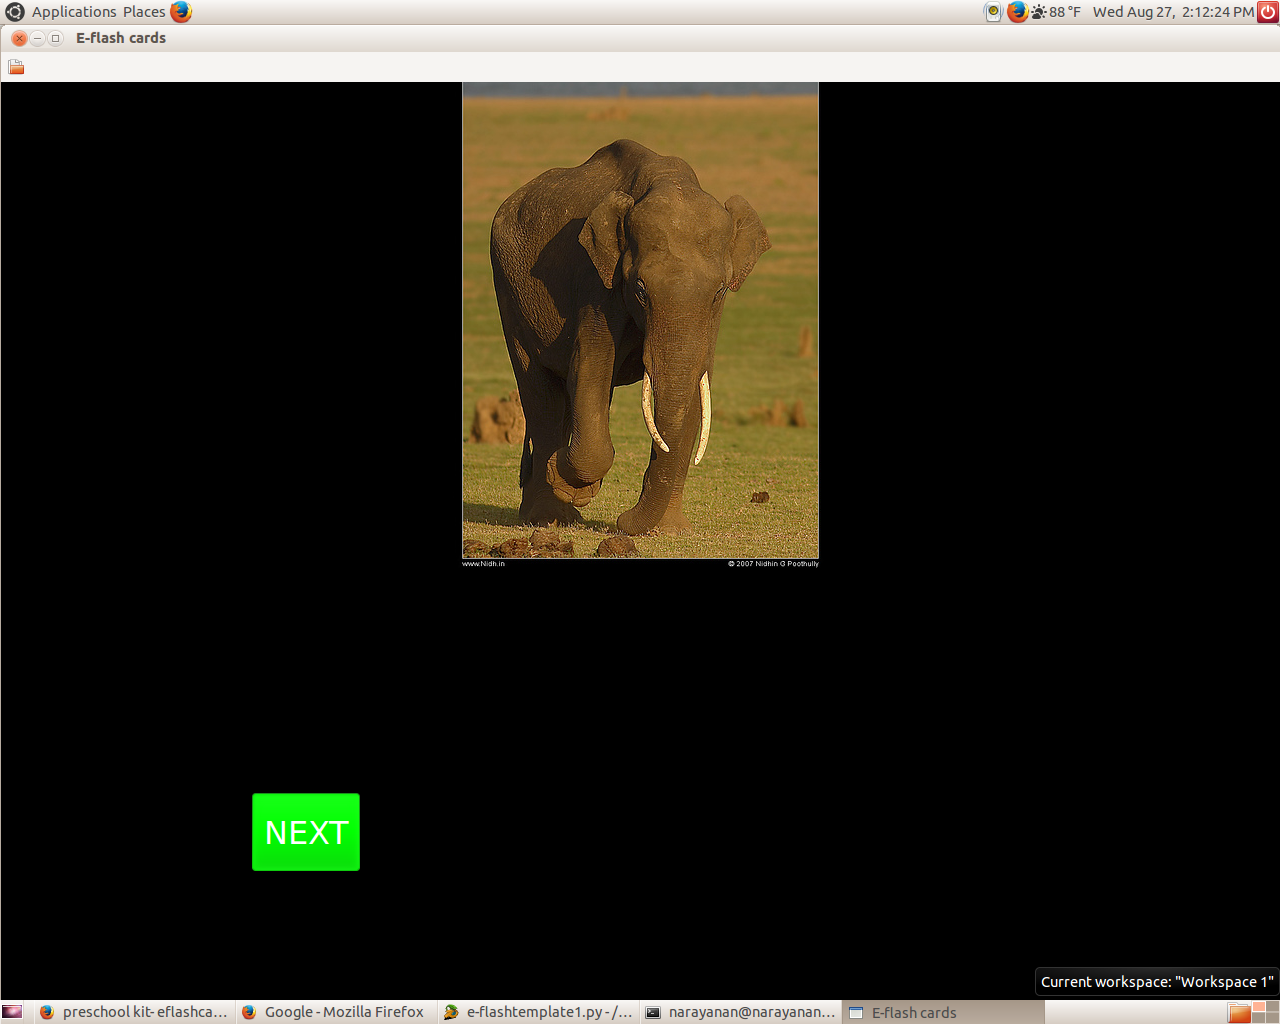 Applications Places 88 °F Wed Aug 27, 2:12:24 PM
E-flash cards
www.Nidh.in © 2007 Nidhin G Poothully
NEXT
Current workspace: "Workspace 1"
preschool kit- eflashca... Google - Mozilla Firefox e-flashtemplate1.py - /... narayanan@narayanan... E-flash cards